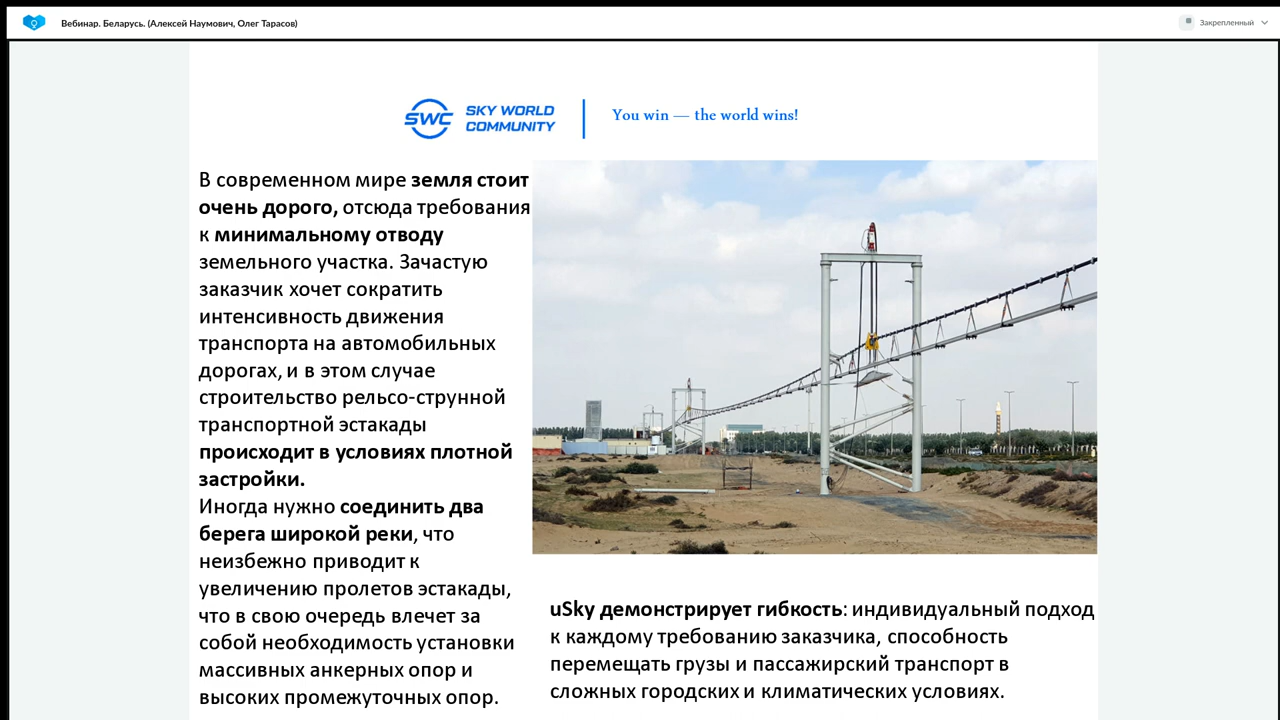 Вебинар. Беларусь. (Алексей Наумович, Олег Тарасов)
Закрепленный
SWC
SKY WORLD
COMMUNITY
You win — the world wins!
В современном мире земля стоит
очень дорого, отсюда требования
к минимальному отводу
земельного участка. Зачастую
заказчик хочет сократить
интенсивность движения
транспорта на автомобильных
дорогах, и в этом случае
строительство рельсо-струнной
транспортной эстакады
происходит в условиях плотной
застройки.
Иногда нужно соединить два
берега широкой реки, что
неизбежно приводит к
увеличению пролетов эстакады,
что в свою очередь влечет за
собой необходимость установки
массивных анкерных опор и
высоких промежуточных опор.
uSky демонстрирует гибкость: индивидуальный подход
к каждому требованию заказчика, способность
перемещать грузы и пассажирский транспорт в
сложных городских и климатических условиях.